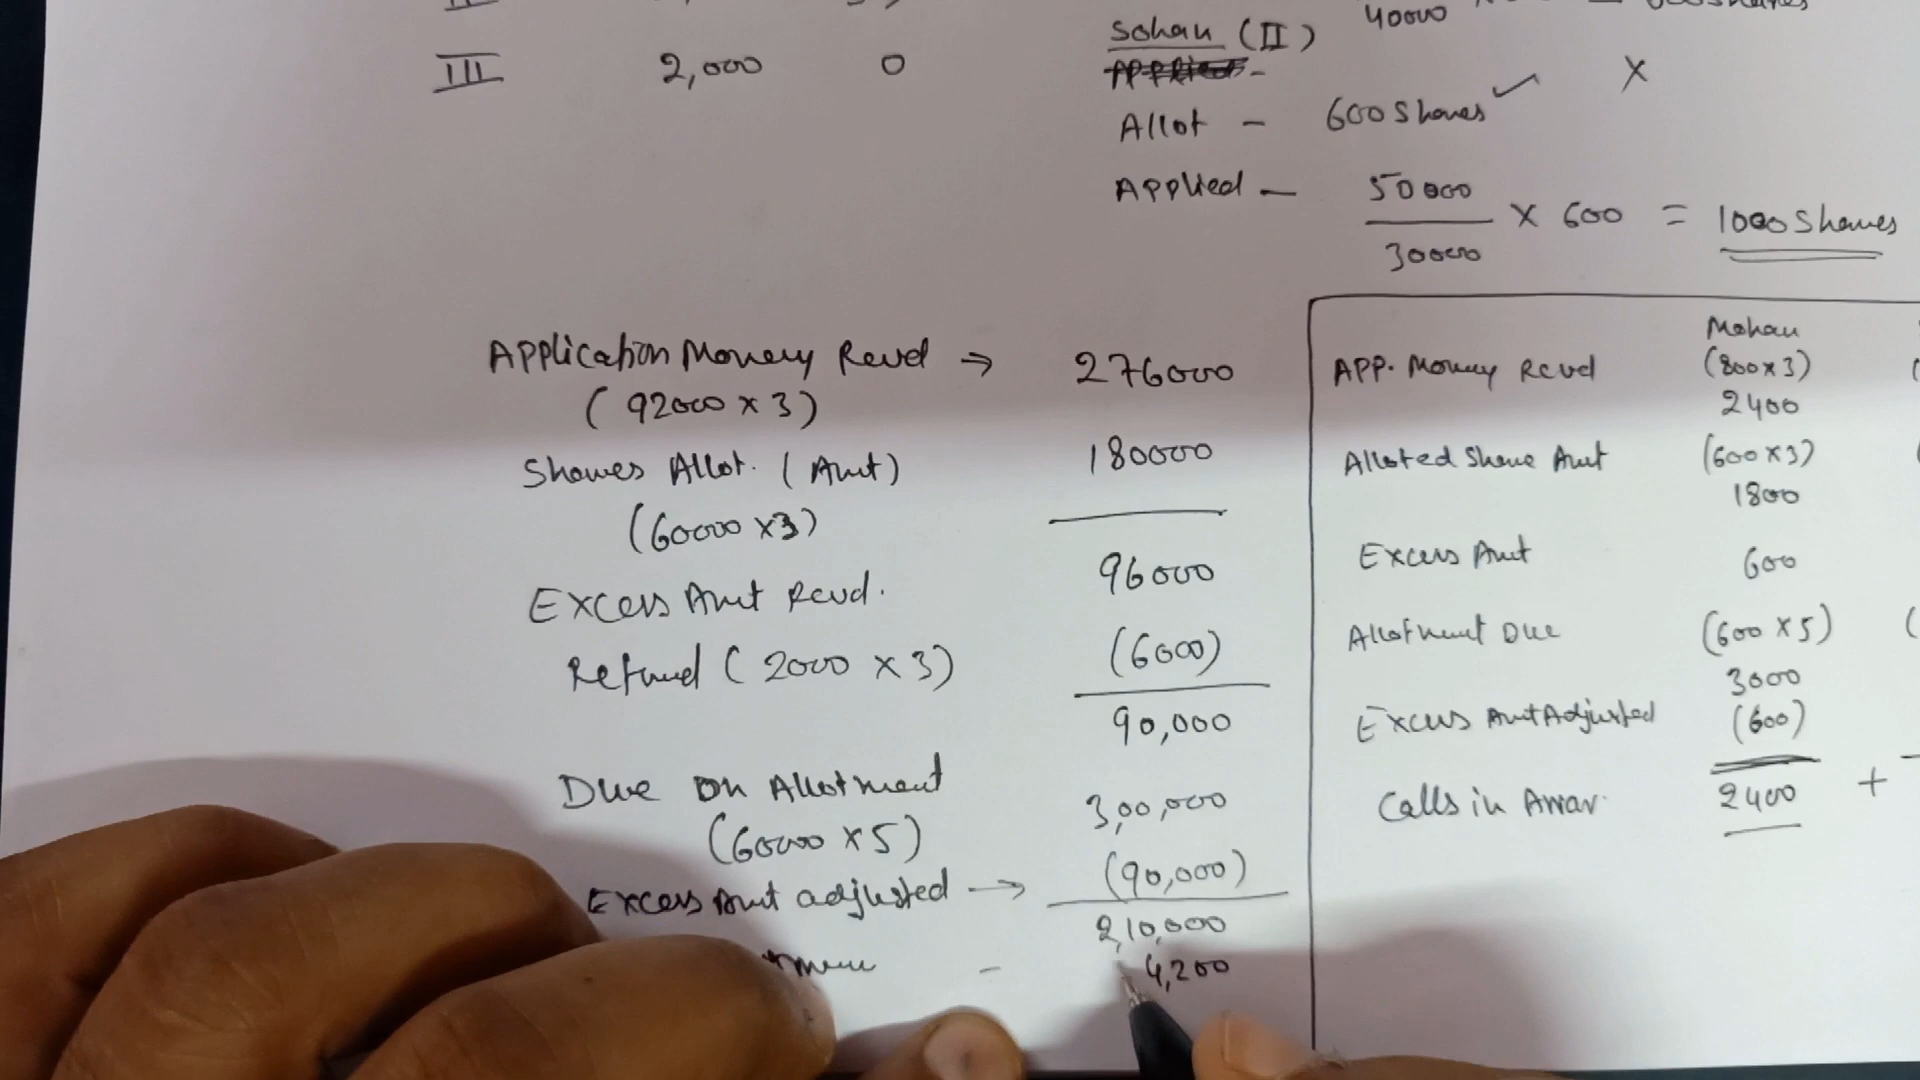 III 2,000 0
40000
Sohan (II)
Allot - 600 Shares ✓ X
Applied - 50000 / 30000 × 600 = 1000 Shares
Application Money Recvd → 276000
(92000 × 3)
Shares Allot. (Amt) 180000
(60000 × 3)
Excess Amt Recvd. 96000
Refund (2000 × 3) (6000)
90,000
Due on Allotment 3,00,000
(60000 × 5)
Excess Amt adjusted → (90,000)
2,10,000
- 4,200
Mohan
APP. Money Rcvd (800×3)
2400
Alloted Share Amt (600×3)
1800
Excess Amt 600
Allotment Due (600 × 5)
3000
Excess Amt Adjusted (600)
Calls in Arrear. 2400 +